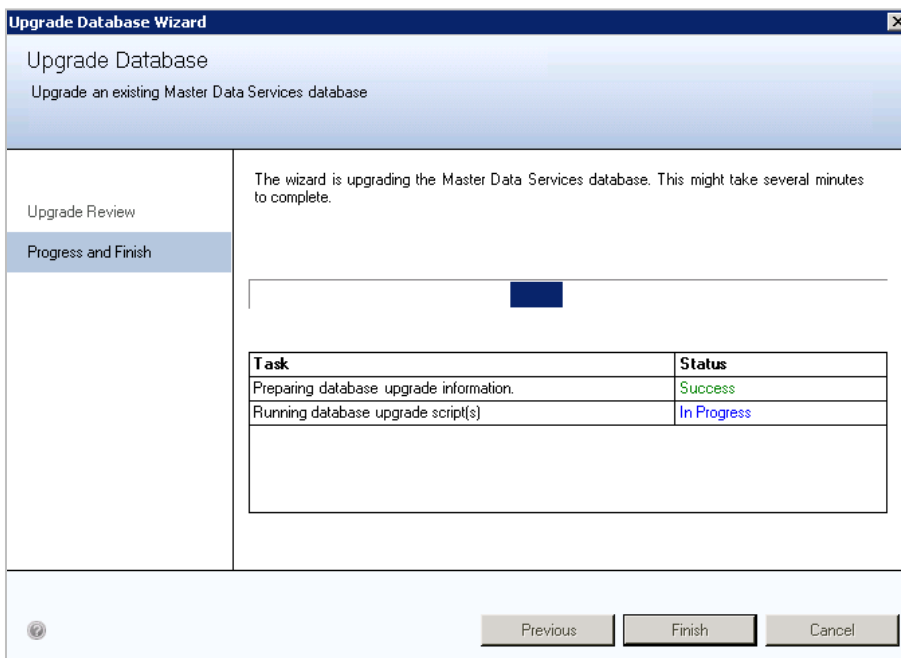 Upgrade Database Wizard
Upgrade Database
Upgrade an existing Master Data Services database
Upgrade Review
Progress and Finish
The wizard is upgrading the Master Data Services database. This might take several minutes
to complete.
Task Status
Preparing database upgrade information. Success
Running database upgrade script(s) In Progress
Previous Finish Cancel